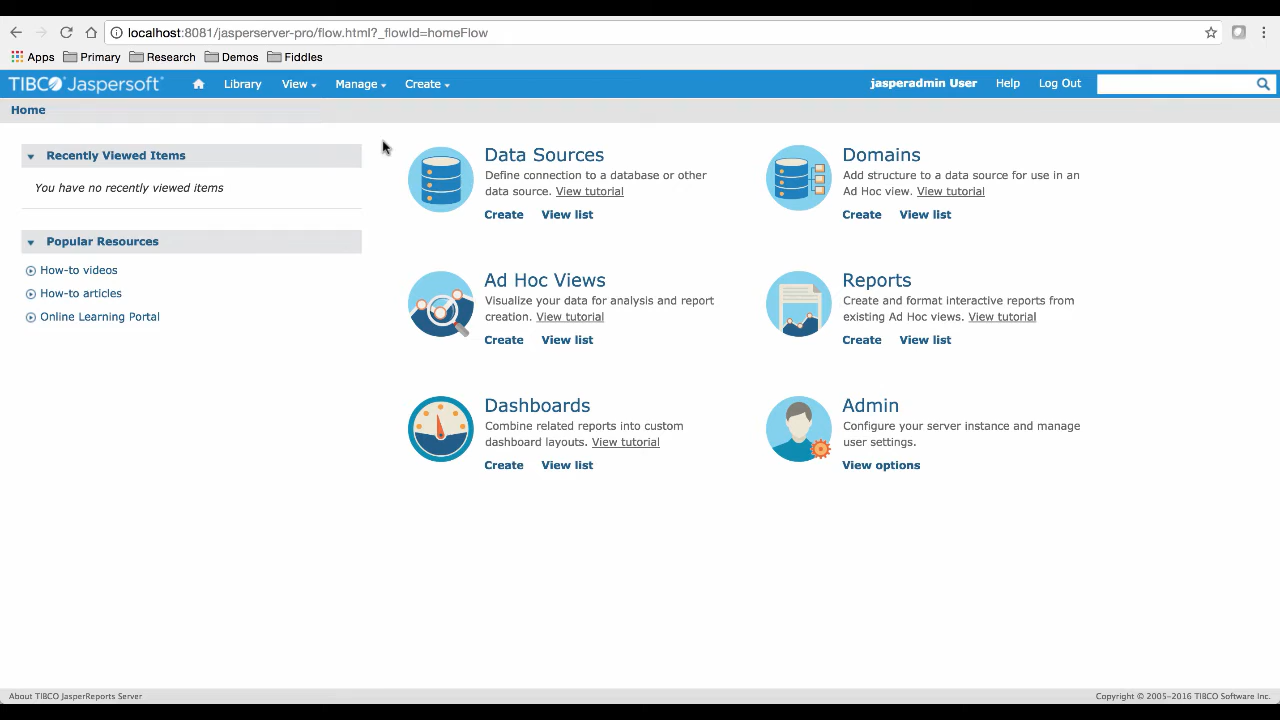 localhost:8081/jasperserver-pro/flow.html?_flowId=homeFlow
Apps Primary Research Demos Fiddles
TIBCO Jaspersoft Library View Manage Create jasperadmin User Help Log Out
Home
Recently Viewed Items
You have no recently viewed items
Popular Resources
How-to videos
How-to articles
Online Learning Portal
Data Sources
Define connection to a database or other
data source. View tutorial
Create View list
Domains
Add structure to a data source for use in an
Ad Hoc view. View tutorial
Create View list
Ad Hoc Views
Visualize your data for analysis and report
creation. View tutorial
Create View list
Reports
Create and format interactive reports from
existing Ad Hoc views. View tutorial
Create View list
Dashboards
Combine related reports into custom
dashboard layouts. View tutorial
Create View list
Admin
Configure your server instance and manage
user settings.
View options
About TIBCO JasperReports Server
Copyright © 2005-2016 TIBCO Software Inc.